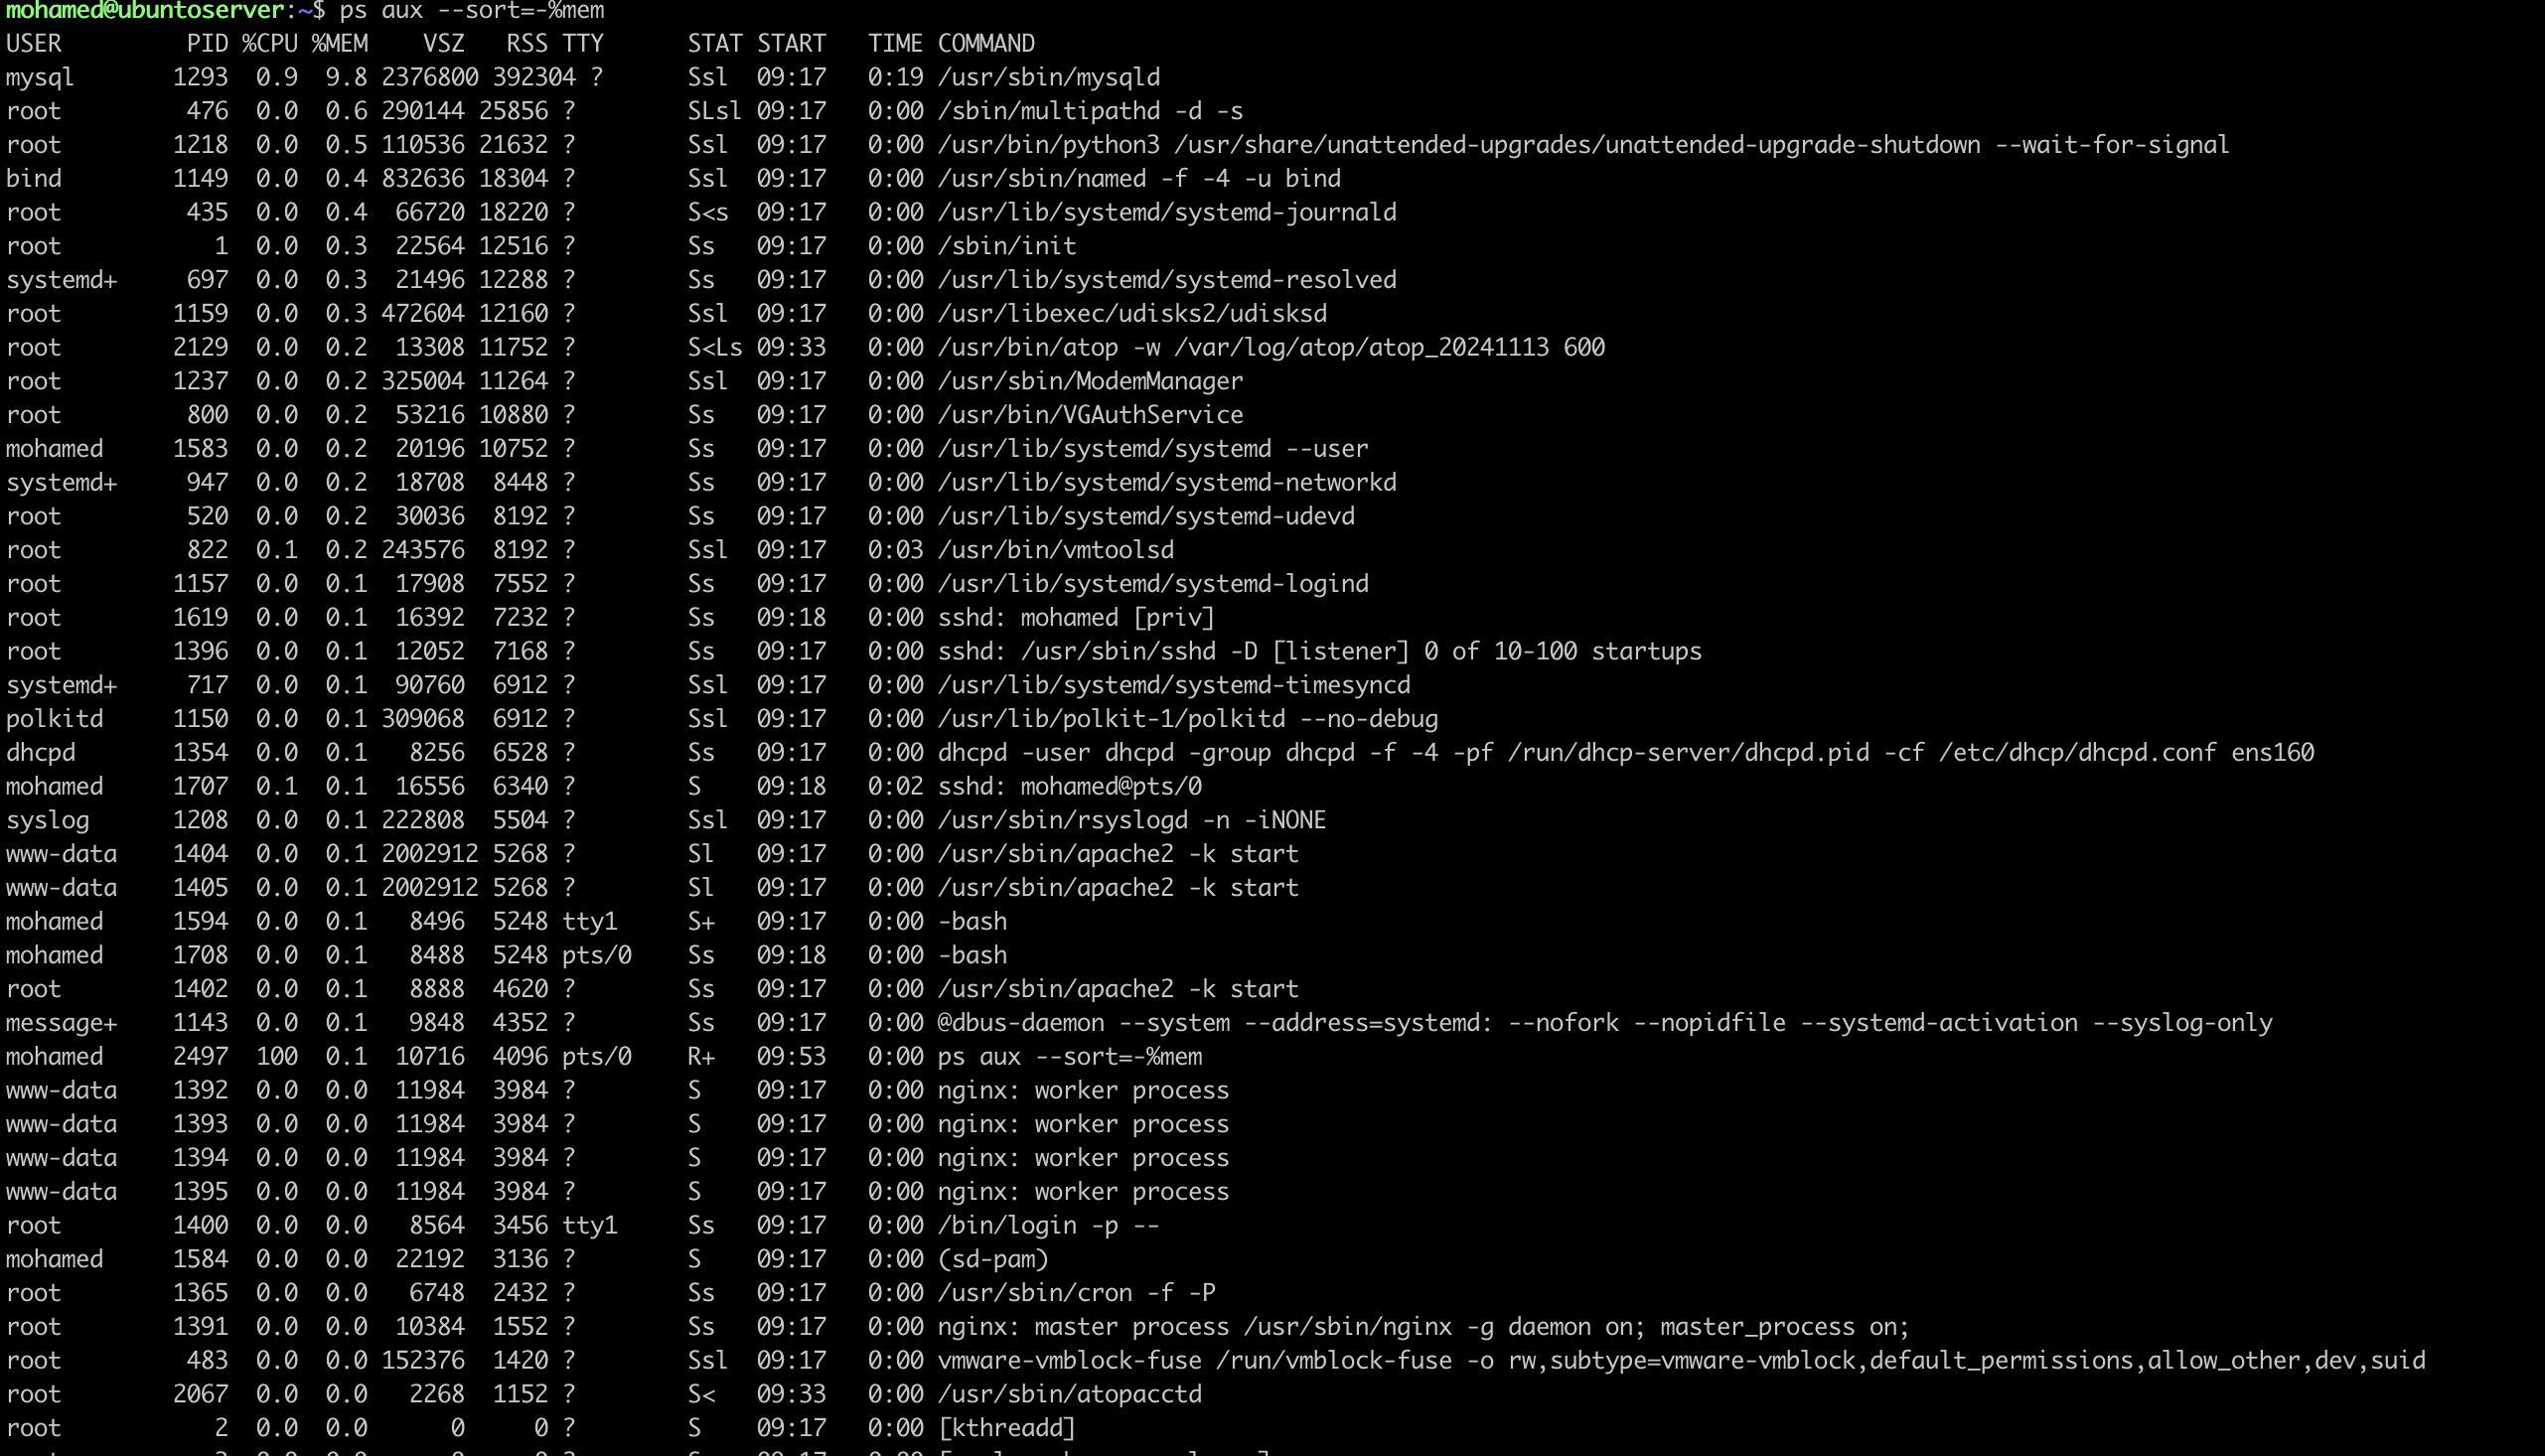 mohamed@ubuntoserver:~$ ps aux --sort=-%mem
USER         PID %CPU %MEM    VSZ   RSS TTY      STAT START   TIME COMMAND
mysql       1293  0.9  9.8 2376800 392304 ?      Ssl  09:17   0:19 /usr/sbin/mysqld
root         476  0.0  0.6 290144 25856 ?        SLsl 09:17   0:00 /sbin/multipathd -d -s
root        1218  0.0  0.5 110536 21632 ?        Ssl  09:17   0:00 /usr/bin/python3 /usr/share/unattended-upgrades/unattended-upgrade-shutdown --wait-for-signal
bind        1149  0.0  0.4 832636 18304 ?        Ssl  09:17   0:00 /usr/sbin/named -f -4 -u bind
root         435  0.0  0.4  66720 18220 ?        S<s  09:17   0:00 /usr/lib/systemd/systemd-journald
root           1  0.0  0.3  22564 12516 ?        Ss   09:17   0:00 /sbin/init
systemd+     697  0.0  0.3  21496 12288 ?        Ss   09:17   0:00 /usr/lib/systemd/systemd-resolved
root        1159  0.0  0.3 472604 12160 ?        Ssl  09:17   0:00 /usr/libexec/udisks2/udisksd
root        2129  0.0  0.2  13308 11752 ?        S<Ls 09:33   0:00 /usr/bin/atop -w /var/log/atop/atop_20241113 600
root        1237  0.0  0.2 325004 11264 ?        Ssl  09:17   0:00 /usr/sbin/ModemManager
root         800  0.0  0.2  53216 10880 ?        Ss   09:17   0:00 /usr/bin/VGAuthService
mohamed     1583  0.0  0.2  20196 10752 ?        Ss   09:17   0:00 /usr/lib/systemd/systemd --user
systemd+     947  0.0  0.2  18708  8448 ?        Ss   09:17   0:00 /usr/lib/systemd/systemd-networkd
root         520  0.0  0.2  30036  8192 ?        Ss   09:17   0:00 /usr/lib/systemd/systemd-udevd
root         822  0.1  0.2 243576  8192 ?        Ssl  09:17   0:03 /usr/bin/vmtoolsd
root        1157  0.0  0.1  17908  7552 ?        Ss   09:17   0:00 /usr/lib/systemd/systemd-logind
root        1619  0.0  0.1  16392  7232 ?        Ss   09:18   0:00 sshd: mohamed [priv]
root        1396  0.0  0.1  12052  7168 ?        Ss   09:17   0:00 sshd: /usr/sbin/sshd -D [listener] 0 of 10-100 startups
systemd+     717  0.0  0.1  90760  6912 ?        Ssl  09:17   0:00 /usr/lib/systemd/systemd-timesyncd
polkitd     1150  0.0  0.1 309068  6912 ?        Ssl  09:17   0:00 /usr/lib/polkit-1/polkitd --no-debug
dhcpd       1354  0.0  0.1   8256  6528 ?        Ss   09:17   0:00 dhcpd -user dhcpd -group dhcpd -f -4 -pf /run/dhcp-server/dhcpd.pid -cf /etc/dhcp/dhcpd.conf ens160
mohamed     1707  0.1  0.1  16556  6340 ?        S    09:18   0:02 sshd: mohamed@pts/0
syslog      1208  0.0  0.1 222808  5504 ?        Ssl  09:17   0:00 /usr/sbin/rsyslogd -n -iNONE
www-data    1404  0.0  0.1 2002912 5268 ?        Sl   09:17   0:00 /usr/sbin/apache2 -k start
www-data    1405  0.0  0.1 2002912 5268 ?        Sl   09:17   0:00 /usr/sbin/apache2 -k start
mohamed     1594  0.0  0.1   8496  5248 tty1     S+   09:17   0:00 -bash
mohamed     1708  0.0  0.1   8488  5248 pts/0    Ss   09:18   0:00 -bash
root        1402  0.0  0.1   8888  4620 ?        Ss   09:17   0:00 /usr/sbin/apache2 -k start
message+    1143  0.0  0.1   9848  4352 ?        Ss   09:17   0:00 @dbus-daemon --system --address=systemd: --nofork --nopidfile --systemd-activation --syslog-only
mohamed     2497  100  0.1  10716  4096 pts/0    R+   09:53   0:00 ps aux --sort=-%mem
www-data    1392  0.0  0.0  11984  3984 ?        S    09:17   0:00 nginx: worker process
www-data    1393  0.0  0.0  11984  3984 ?        S    09:17   0:00 nginx: worker process
www-data    1394  0.0  0.0  11984  3984 ?        S    09:17   0:00 nginx: worker process
www-data    1395  0.0  0.0  11984  3984 ?        S    09:17   0:00 nginx: worker process
root        1400  0.0  0.0   8564  3456 tty1     Ss   09:17   0:00 /bin/login -p --
mohamed     1584  0.0  0.0  22192  3136 ?        S    09:17   0:00 (sd-pam)
root        1365  0.0  0.0   6748  2432 ?        Ss   09:17   0:00 /usr/sbin/cron -f -P
root        1391  0.0  0.0  10384  1552 ?        Ss   09:17   0:00 nginx: master process /usr/sbin/nginx -g daemon on; master_process on;
root         483  0.0  0.0 152376  1420 ?        Ssl  09:17   0:00 vmware-vmblock-fuse /run/vmblock-fuse -o rw,subtype=vmware-vmblock,default_permissions,allow_other,dev,suid
root        2067  0.0  0.0   2268  1152 ?        S<   09:33   0:00 /usr/sbin/atopacctd
root           2  0.0  0.0      0     0 ?        S    09:17   0:00 [kthreadd]